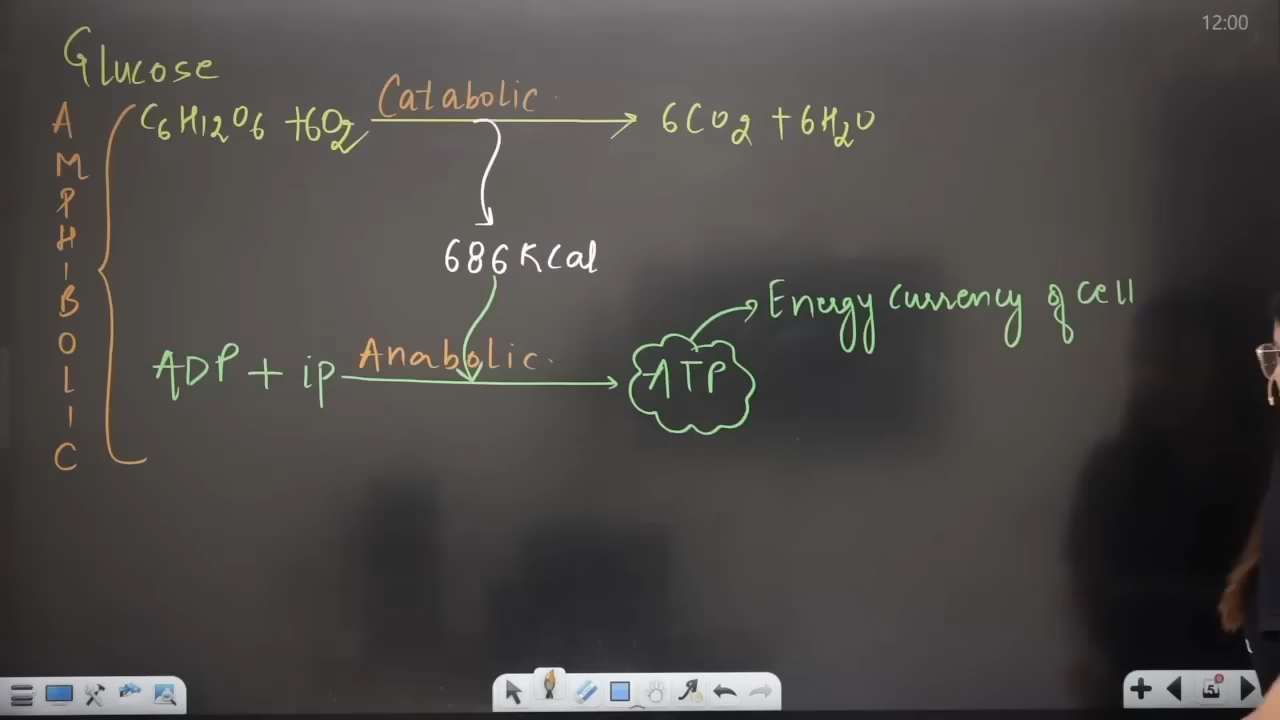 12:00
Glucose
C6H12O6 + 6O2 Catabolic 6CO2 + 6H2O
686 Kcal
Energy currency of cell
ADP + ip Anabolic. ATP
AMPHIBOLIC